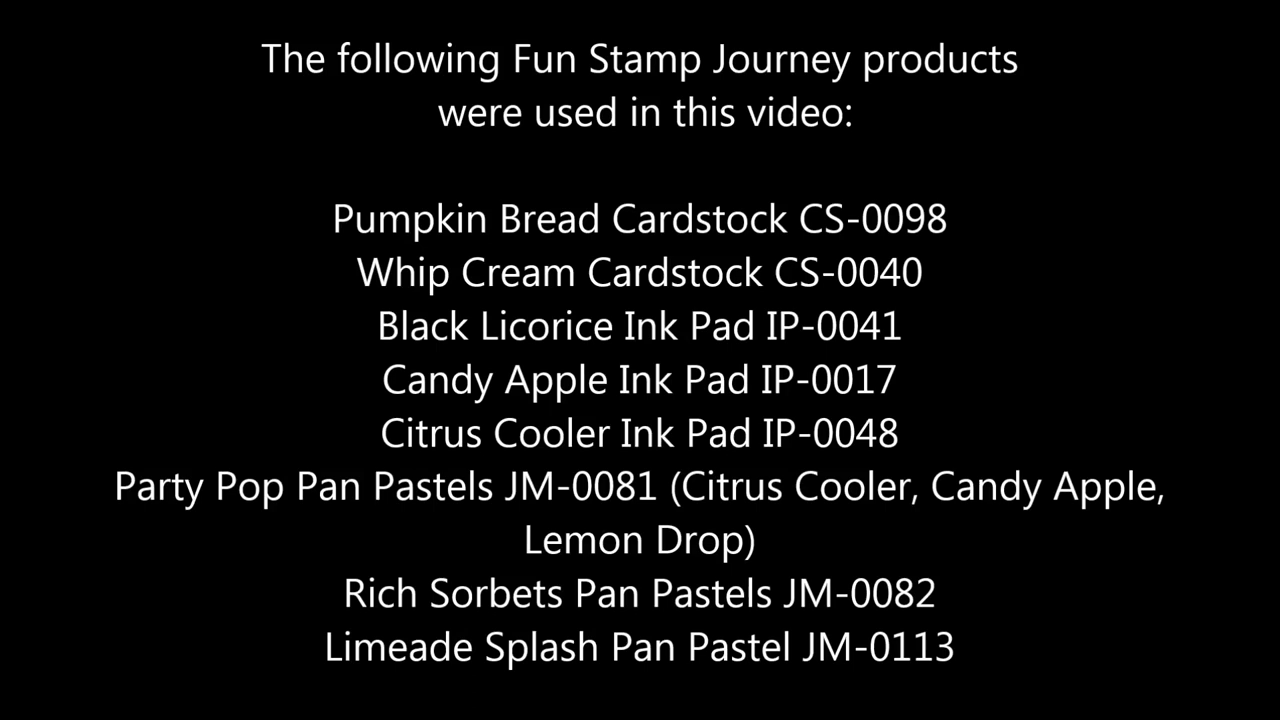 The following Fun Stamp Journey products
were used in this video:
Pumpkin Bread Cardstock CS-0098
Whip Cream Cardstock CS-0040
Black Licorice Ink Pad IP-0041
Candy Apple Ink Pad IP-0017
Citrus Cooler Ink Pad IP-0048
Party Pop Pan Pastels JM-0081 (Citrus Cooler, Candy Apple,
Lemon Drop)
Rich Sorbets Pan Pastels JM-0082
Limeade Splash Pan Pastel JM-0113